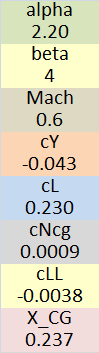 alpha
2.20
beta
4
Mach
0.6
cY
-0.043
cL
0.230
cNcg
0.0009
cLL
-0.0038
X_CG
0.237